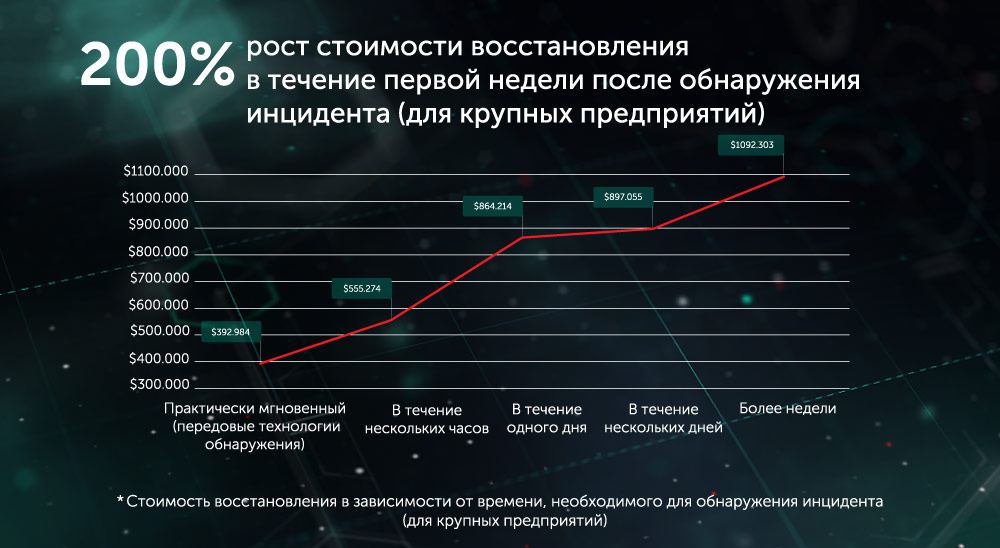 200%
рост стоимости восстановления
в течение первой недели после обнаружения
инцидента (для крупных предприятий)
$1092.303
$1100.000
$1000.000
$864.214
$897.055
$900.000
$800.000
$700.000
$555.274
$600.000
$500.000
$392.984
$400.000
$300.000
Практически мгновенный
(передовые технологии
обнаружения)
В течение
нескольких часов
В течение
одного дня
В течение
нескольких дней
Более недели
* Стоимость восстановления в зависимости от времени, необходимого для обнаружения инцидента
(для крупных предприятий)